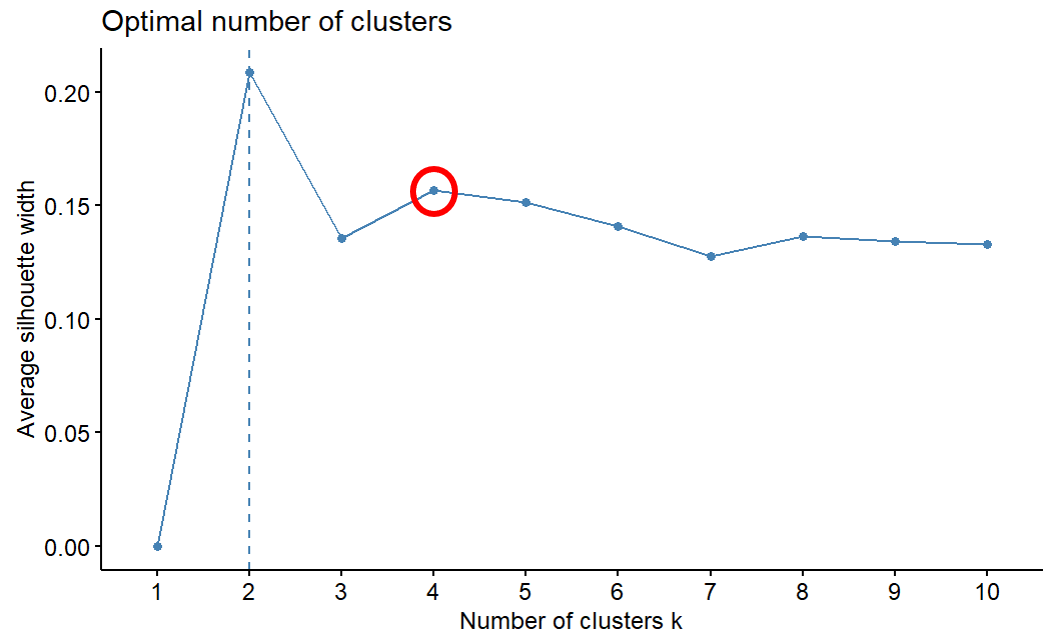 Optimal number of clusters
Average silhouette width
0.20
0.15
0.10
0.05
0.00
1 2 3 4 5 6 7 8 9 10
Number of clusters k